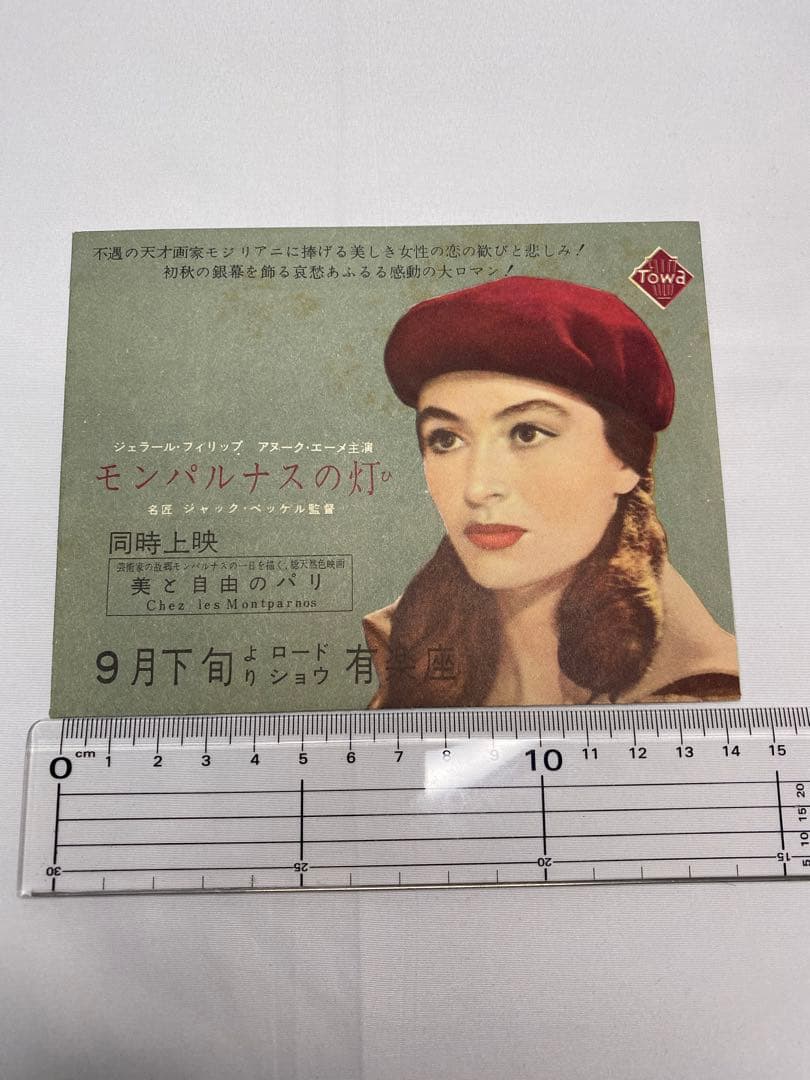 不遇の天才画家モジリアニに捧げる美しき女性の恋の歓びと悲しみ!
初秋の銀幕を飾る哀愁あふるる感動の大ロマン!
Towa
ジェラール・フィリップ アヌーク・エーメ主演
モンパルナスの灯ひ
名匠 ジャック・ベッケル監督
同時上映
芸術家の故郷モンパルナスの一日を描く、総天然色映画
美と自由のパリ
Chez les Montparnos
9月下旬よりロードショウ 有楽座
0 cm 1 2 3 4 5 6 7 8 9 10 11 12 13 14 15
5 10 15 20
30 25 20 15